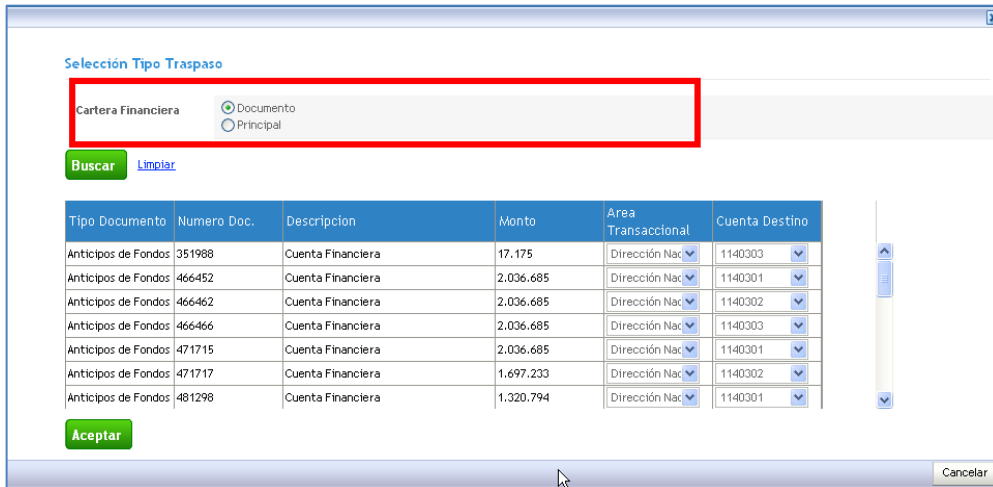 Selección Tipo Traspaso
Cartera Financiera
Documento
Principal
Buscar Limpiar
Tipo Documento Numero Doc. Descripcion Monto Area Transaccional Cuenta Destino
Anticipos de Fondos 351988 Cuenta Financiera 17.175 Dirección Nac 1140303
Anticipos de Fondos 466452 Cuenta Financiera 2.036.685 Dirección Nac 1140301
Anticipos de Fondos 466462 Cuenta Financiera 2.036.685 Dirección Nac 1140302
Anticipos de Fondos 466466 Cuenta Financiera 2.036.685 Dirección Nac 1140303
Anticipos de Fondos 471715 Cuenta Financiera 2.036.685 Dirección Nac 1140301
Anticipos de Fondos 471717 Cuenta Financiera 1.697.233 Dirección Nac 1140302
Anticipos de Fondos 481298 Cuenta Financiera 1.320.794 Dirección Nac 1140301
Aceptar
Cancelar